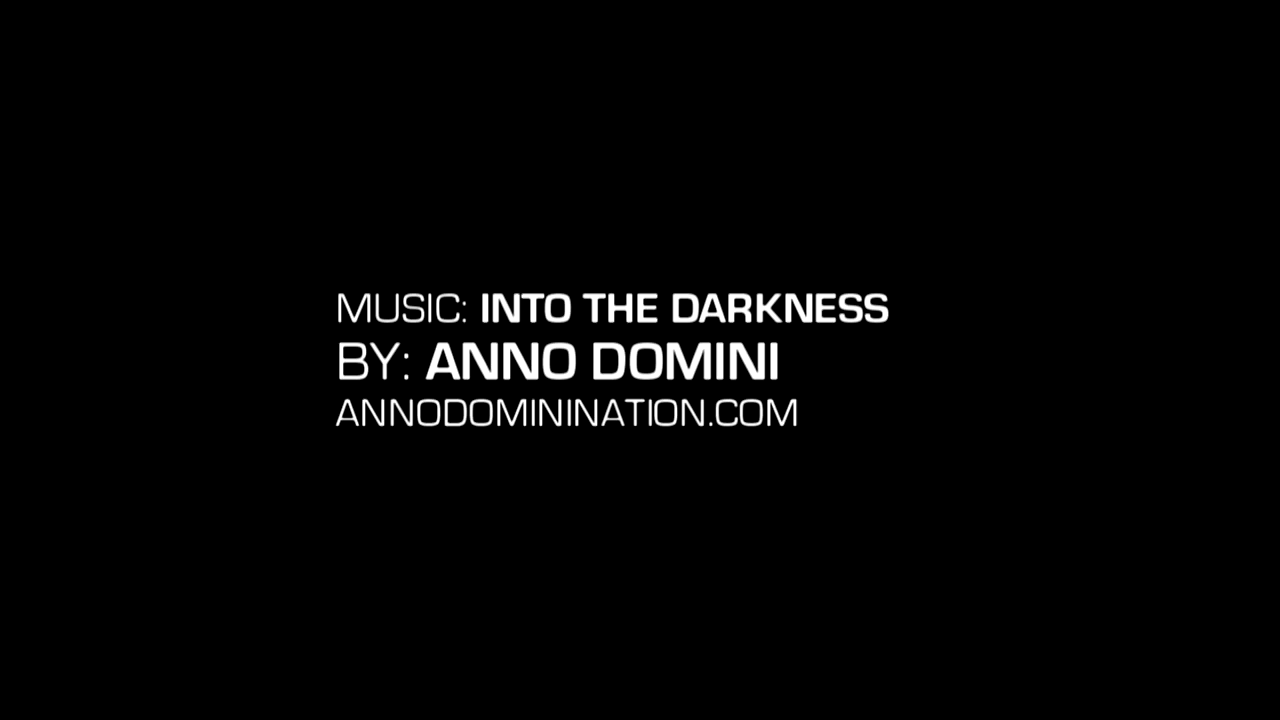 MUSIC: INTO THE DARKNESS
BY: ANNO DOMINI
ANNODOMININATION.COM